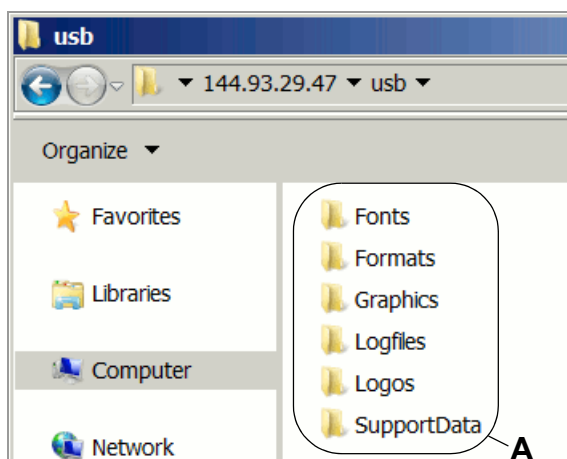 usb
144.93.29.47 usb
Organize
Favorites
Libraries
Computer
Network
Fonts
Formats
Graphics
Logfiles
Logos
SupportData
A